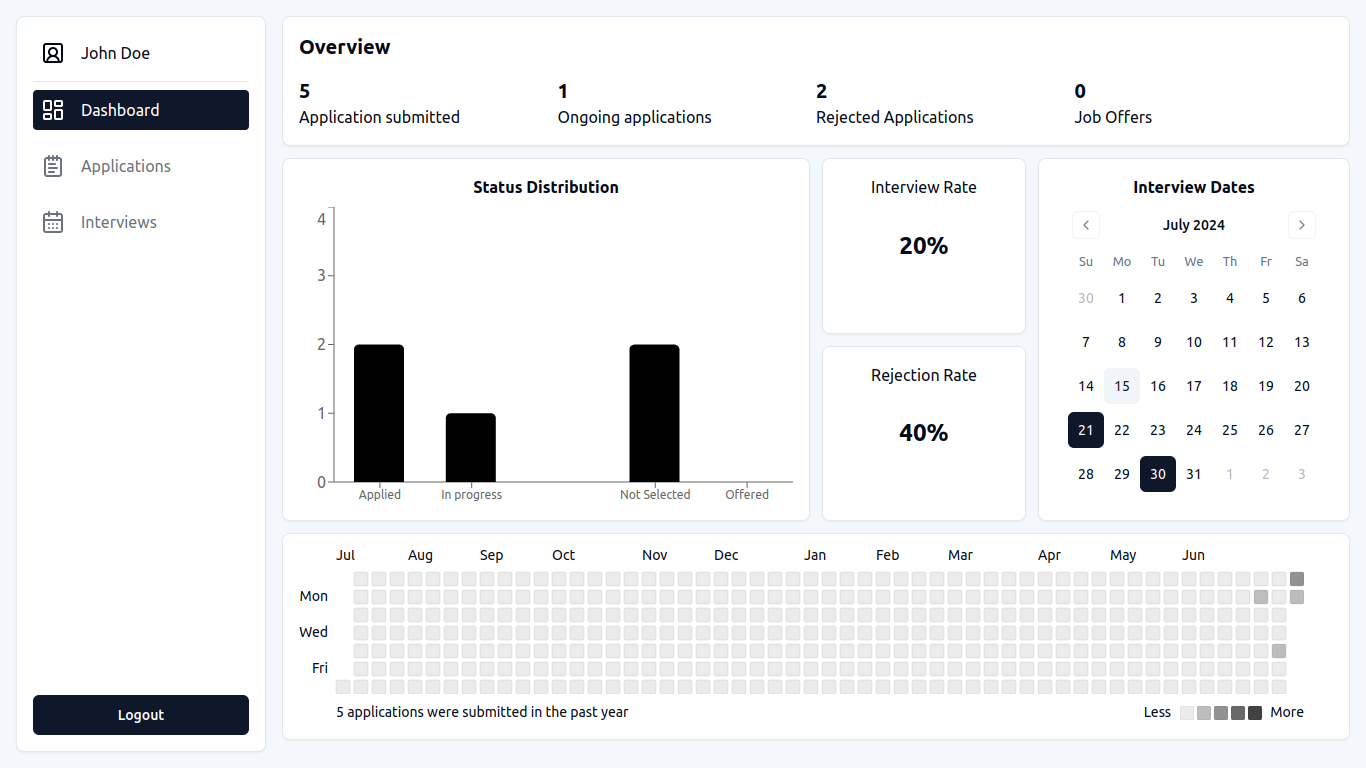 John Doe
Dashboard
Applications
Interviews
Logout
Overview
5 1 2 0
Application submitted Ongoing applications Rejected Applications Job Offers
Status Distribution
4
3
2
1
0
Applied In progress Not Selected Offered
Interview Rate
20%
Rejection Rate
40%
Interview Dates
July 2024
Su Mo Tu We Th Fr Sa
30 1 2 3 4 5 6
7 8 9 10 11 12 13
14 15 16 17 18 19 20
21 22 23 24 25 26 27
28 29 30 31 1 2 3
Jul Aug Sep Oct Nov Dec Jan Feb Mar Apr May Jun
Mon
Wed
Fri
5 applications were submitted in the past year
Less More